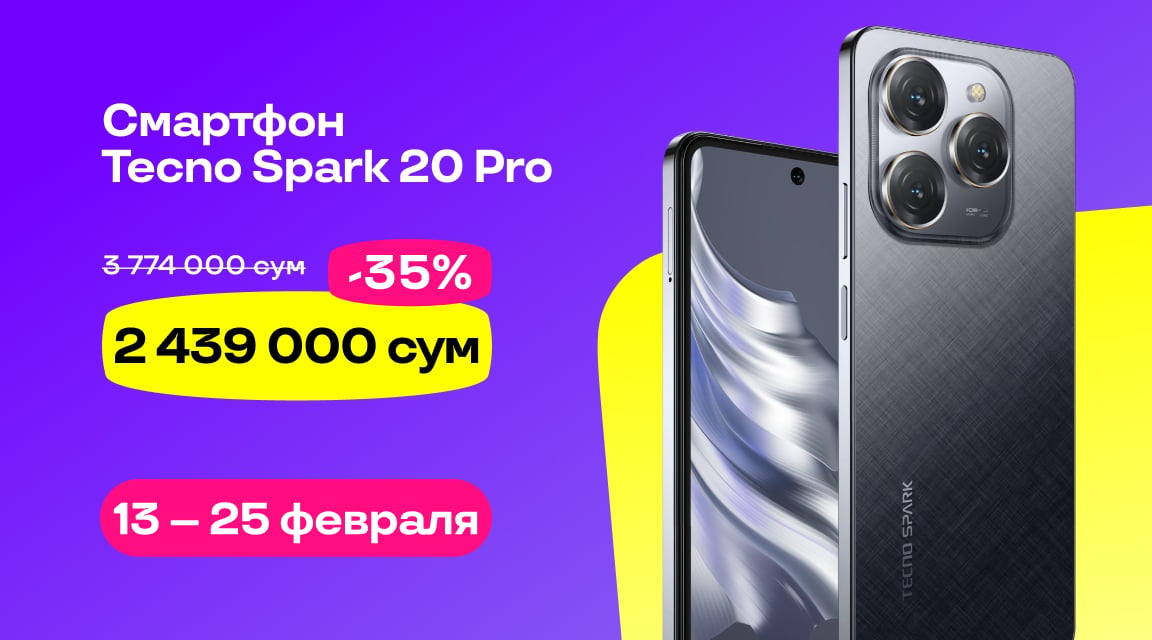 Смартфон
Tecno Spark 20 Pro
3 774 000 сум
-35%
2 439 000 сум
13 – 25 февраля
TECNO SPARK